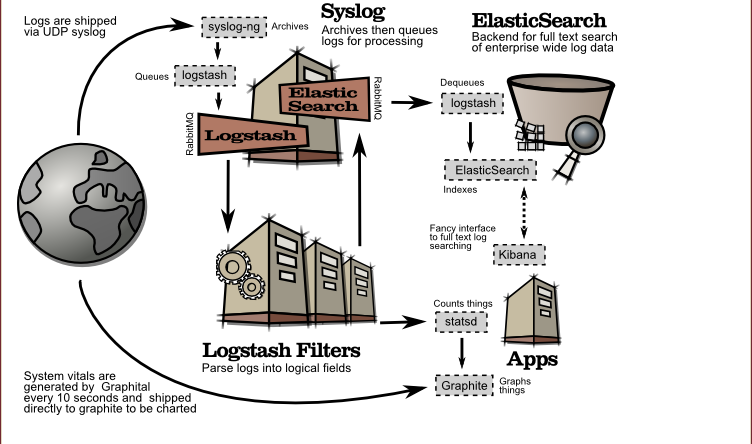 Logs are shipped
via UDP syslog
syslog-ng
Archives
Queues
logstash
RabbitMQ
Logstash
Elastic
Search
RabbitMQ
Syslog
Archives then queues
logs for processing
ElasticSearch
Backend for full text search
of enterprise wide log data
Dequeues
logstash
ElasticSearch
Indexes
Fancy interface
to full text log
searching
Kibana
Logstash Filters
Parse logs into logical fields
Counts things
statsd
Apps
Graphite
Graphs
things
System vitals are
generated by Graphital
every 10 seconds and shipped
directly to graphite to be charted